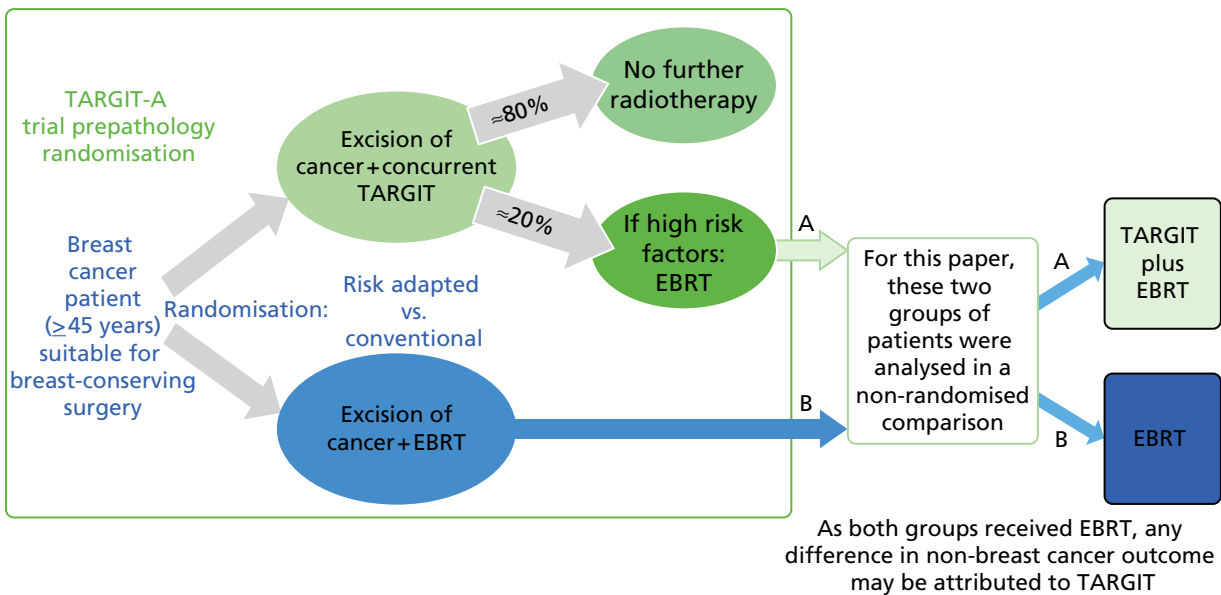 TARGIT-A
trial prepathology
randomisation
Breast
cancer
patient
(≥45 years)
suitable for
breast-conserving
surgery
Randomisation:
Risk adapted
vs.
conventional
Excision of
cancer+concurrent
TARGIT
≈80%
No further
radiotherapy
≈20%
If high risk
factors:
EBRT
Excision of
cancer+EBRT
A
B
For this paper,
these two
groups of
patients were
analysed in a
non-randomised
comparison
A
TARGIT
plus
EBRT
B
EBRT
As both groups received EBRT, any
difference in non-breast cancer outcome
may be attributed to TARGIT